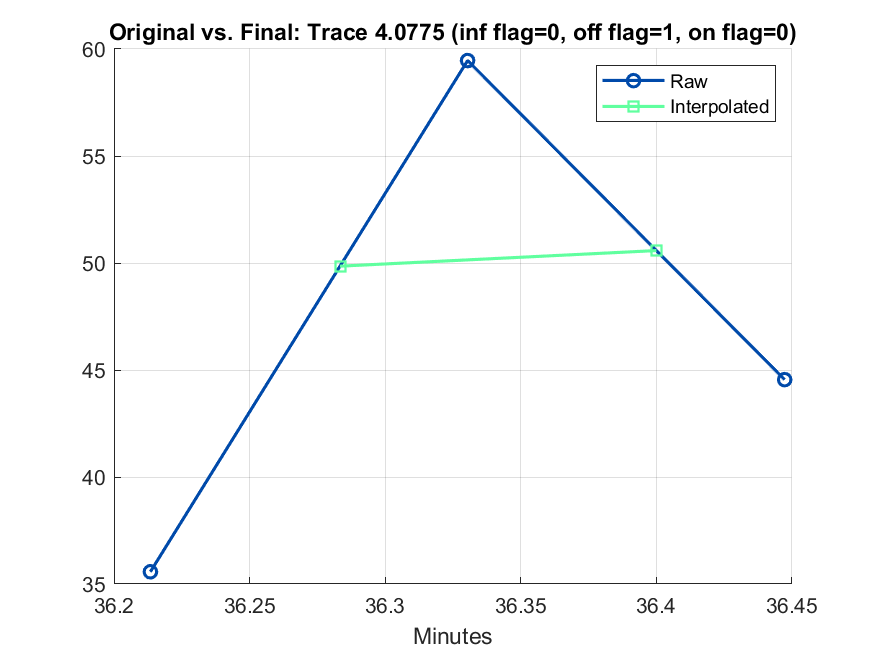 Original vs. Final: Trace 4.0775 (inf flag=0, off flag=1, on flag=0)
60
Raw
Interpolated
55
50
45
40
35
36.2 36.25 36.3 36.35 36.4 36.45
Minutes